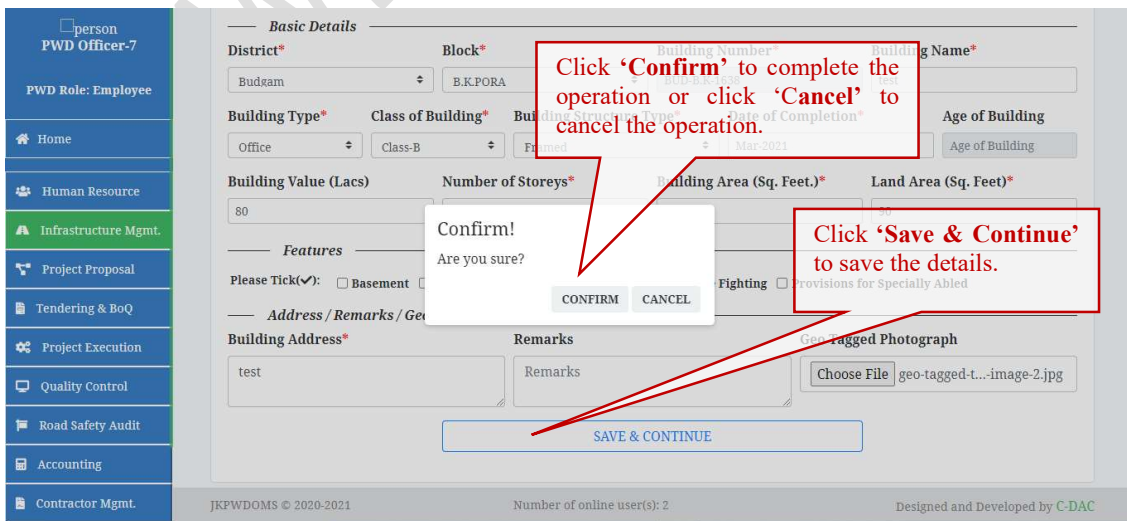 person
PWD Officer-7
PWD Role: Employee
Home
Human Resource
Infrastructure Mgmt.
Project Proposal
Tendering & BoQ
Project Execution
Quality Control
Road Safety Audit
Accounting
Contractor Mgmt.
Basic Details
District* Block* Building Number* Building Name*
Budgam B.K.PORA BUD-B.K-1638 test
Building Type* Class of Building* Building Structure Type* Date of Completion* Age of Building
Office Class-B Framed Mar-2021 Age of Building
Building Value (Lacs) Number of Storeys* Building Area (Sq. Feet.)* Land Area (Sq. Feet)*
80 90
Features
Please Tick(✔): Basement Fighting Provisions for Specially Abled
Address / Remarks / Geo
Building Address* Remarks Geo Tagged Photograph
test Remarks Choose File geo-tagged-t...-image-2.jpg
SAVE & CONTINUE
Confirm!
Are you sure?
CONFIRM CANCEL
Click ‘Confirm’ to complete the
operation or click ‘Cancel’ to
cancel the operation.
Click ‘Save & Continue’
to save the details.
JKPWDOMS © 2020-2021 Number of online user(s): 2 Designed and Developed by C-DAC